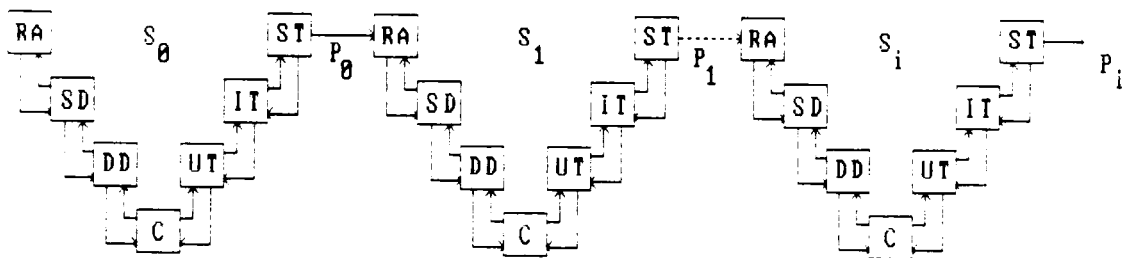 RA S₀ ST P₀ RA S₁ ST P₁ RA Sᵢ ST Pᵢ
SD IT SD IT SD IT
DD UT DD UT DD UT
C C C